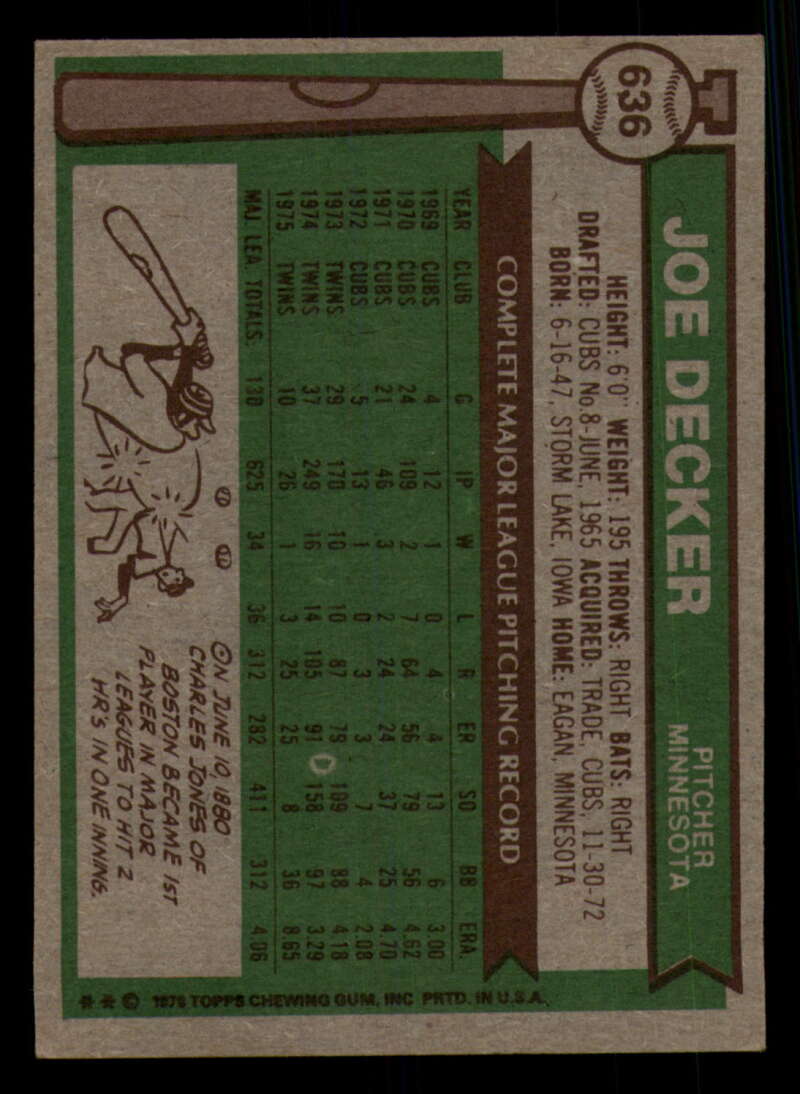 636
JOE DECKER
PITCHER
MINNESOTA
HEIGHT: 6'0" WEIGHT: 195 THROWS: RIGHT BATS: RIGHT
DRAFTED: CUBS No.8-JUNE, 1965 ACQUIRED: TRADE, CUBS, 11-30-72
BORN: 6-16-47, STORM LAKE, IOWA HOME: EAGAN, MINNESOTA
COMPLETE MAJOR LEAGUE PITCHING RECORD
YEAR CLUB G IP W L R ER SO BB ERA.
1969 CUBS 4 12 1 0 4 4 13 6 3.00
1970 CUBS 24 109 2 7 64 56 79 56 4.62
1971 CUBS 21 46 3 2 24 24 37 25 4.70
1972 CUBS 5 13 1 0 3 3 7 4 2.08
1973 TWINS 29 170 10 10 87 79 109 88 4.18
1974 TWINS 37 249 16 14 105 91 158 97 3.29
1975 TWINS 10 26 1 3 25 25 8 36 8.65
MAJ. LEA. TOTALS. 130 625 34 36 312 282 411 312 4.06
ON JUNE 10, 1880
CHARLES JONES OF
BOSTON BECAME 1ST
PLAYER IN MAJOR
LEAGUES TO HIT 2
HR'S IN ONE INNING.
* * © 1976 TOPPS CHEWING GUM, INC PRTD. IN U.S.A.